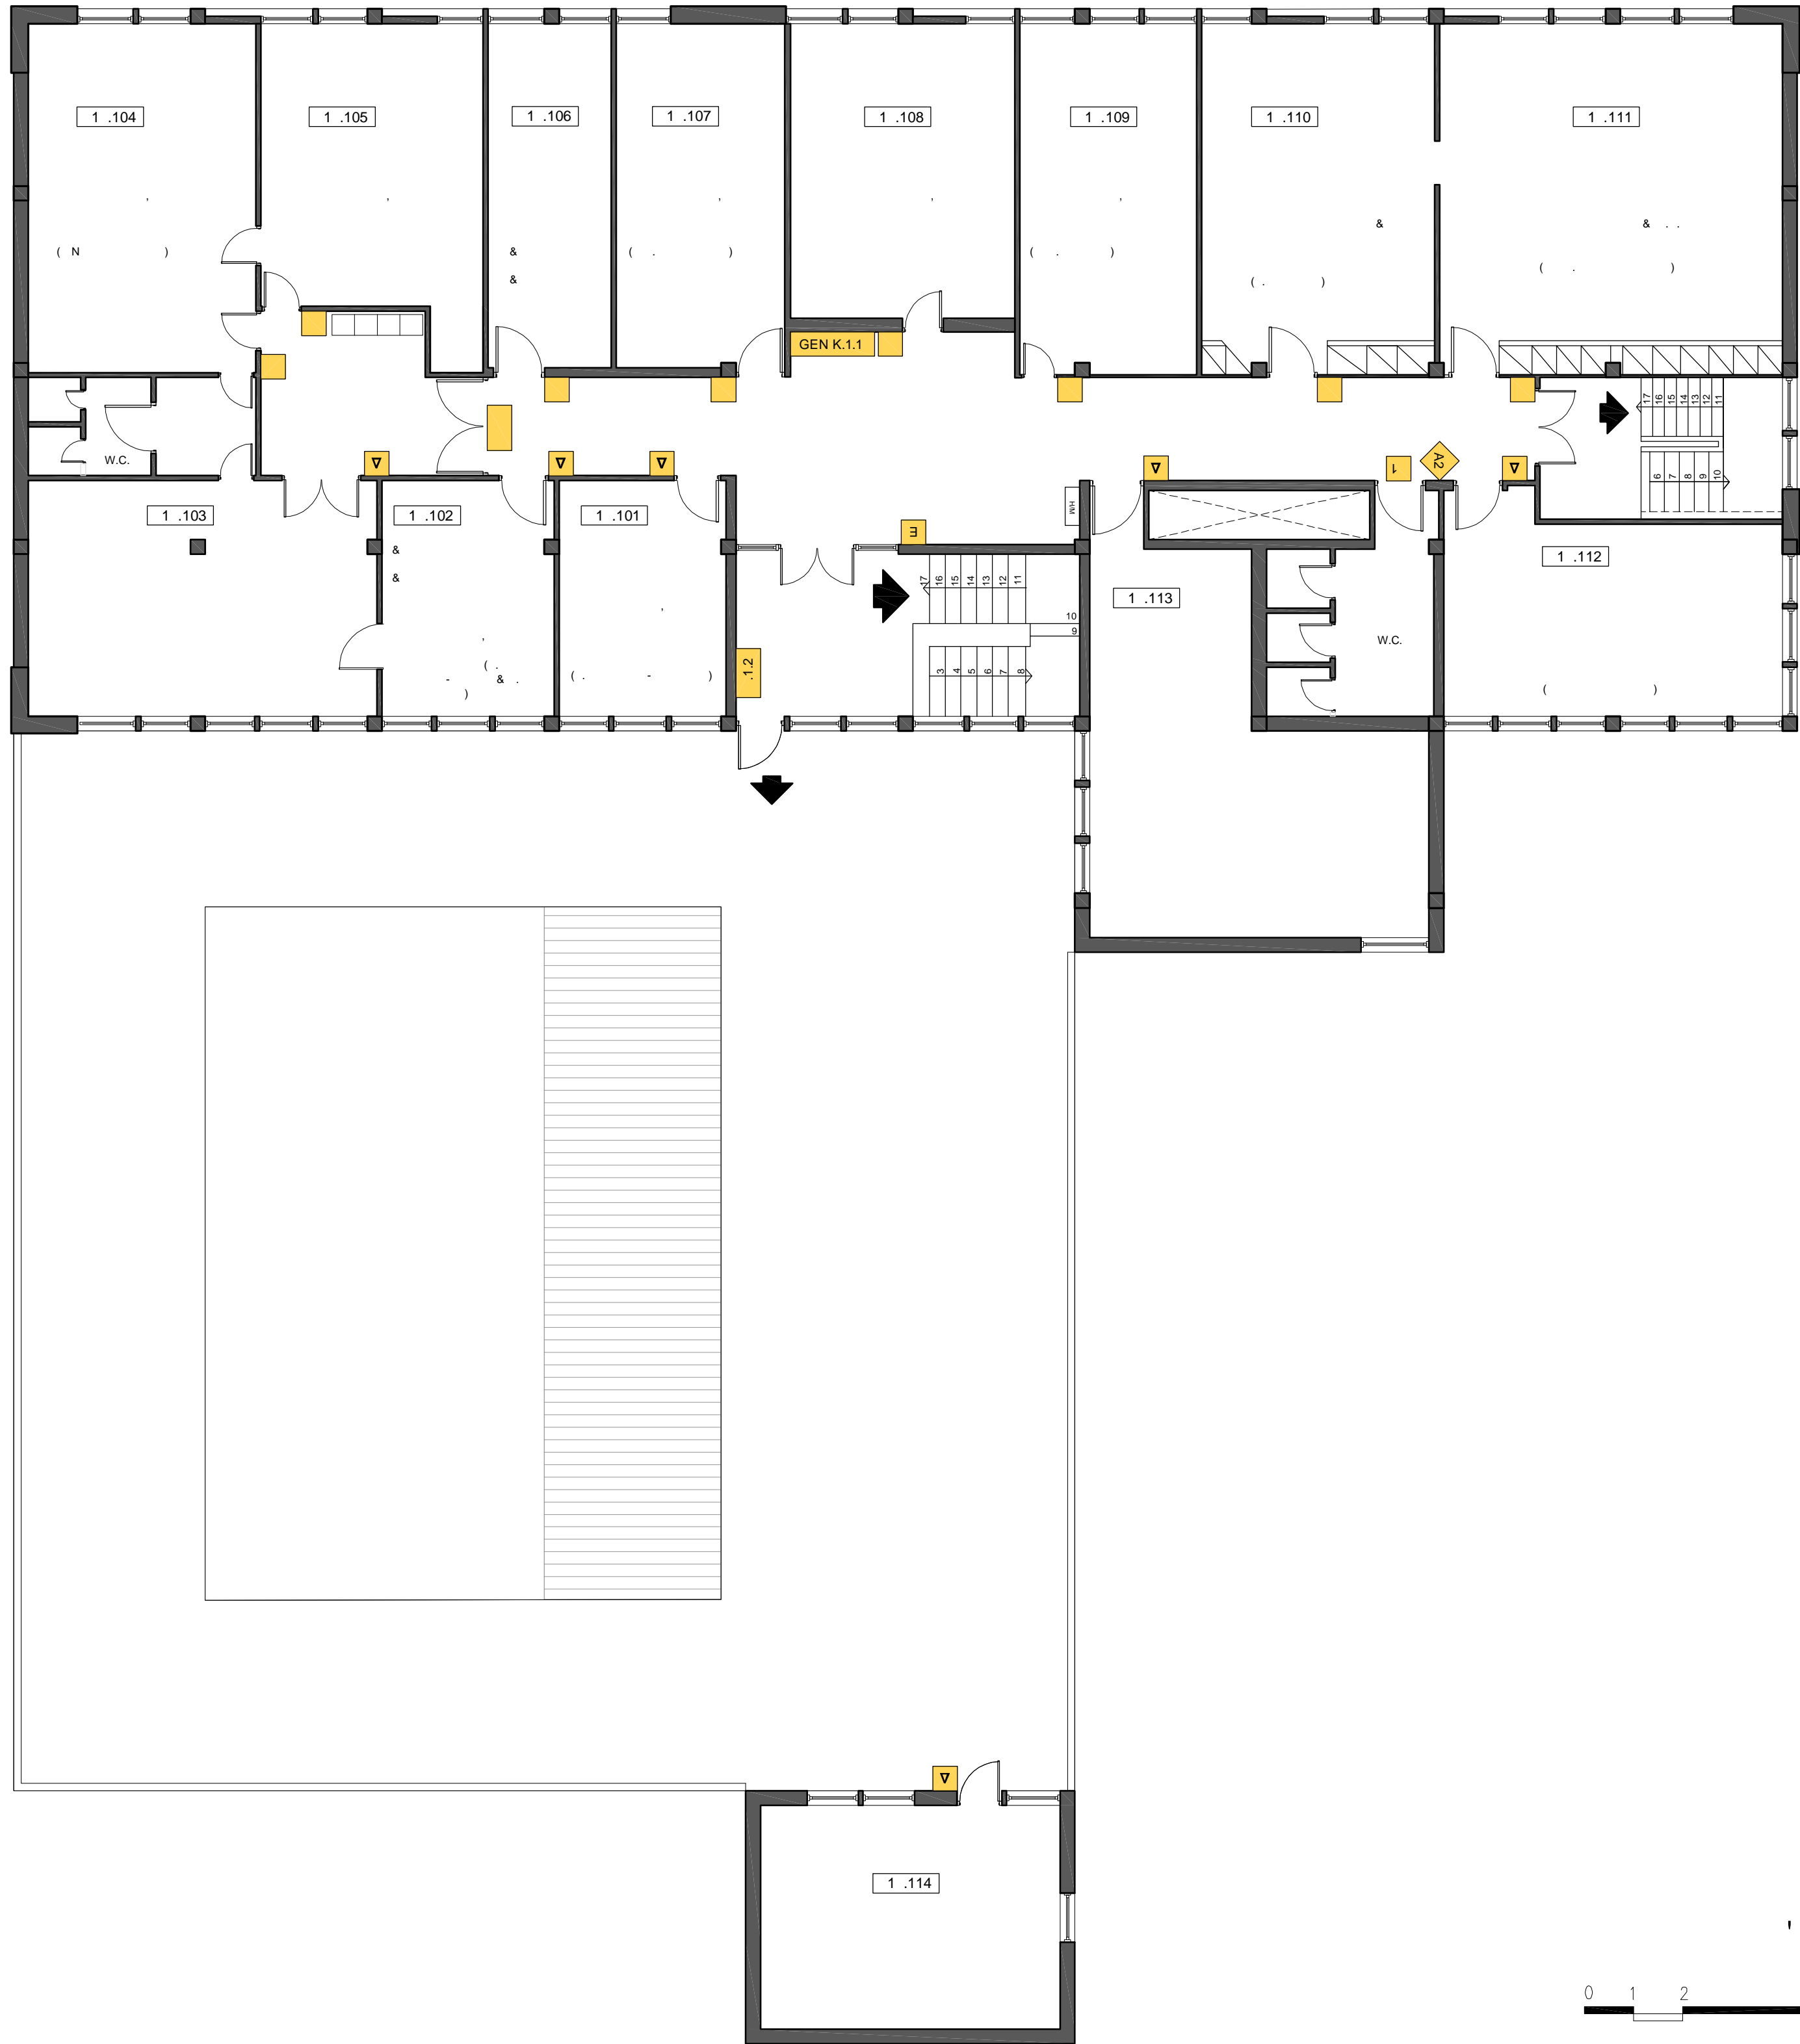 1 .104
1 .105
1 .106
1 .107
1 .108
1 .109
1 .110
1 .111
, , , , ,
& & . .
( N ) & ( . ) ( . )
( . )
& ( . )
GEN K.1.1
17 16 15 14 13 12 11
A2
1
W.C.
6 7 8 9 10
1 .103
1 .102
1 .101
H/M
E
&
1 .112
&
17 16 15 14 13 12 11
1 .113
,
10
9
W.C.
,
( .
.1.2
3 4 5 6 7 8
- & .
( . - )
)
( )
1 .114
'
0 1 2